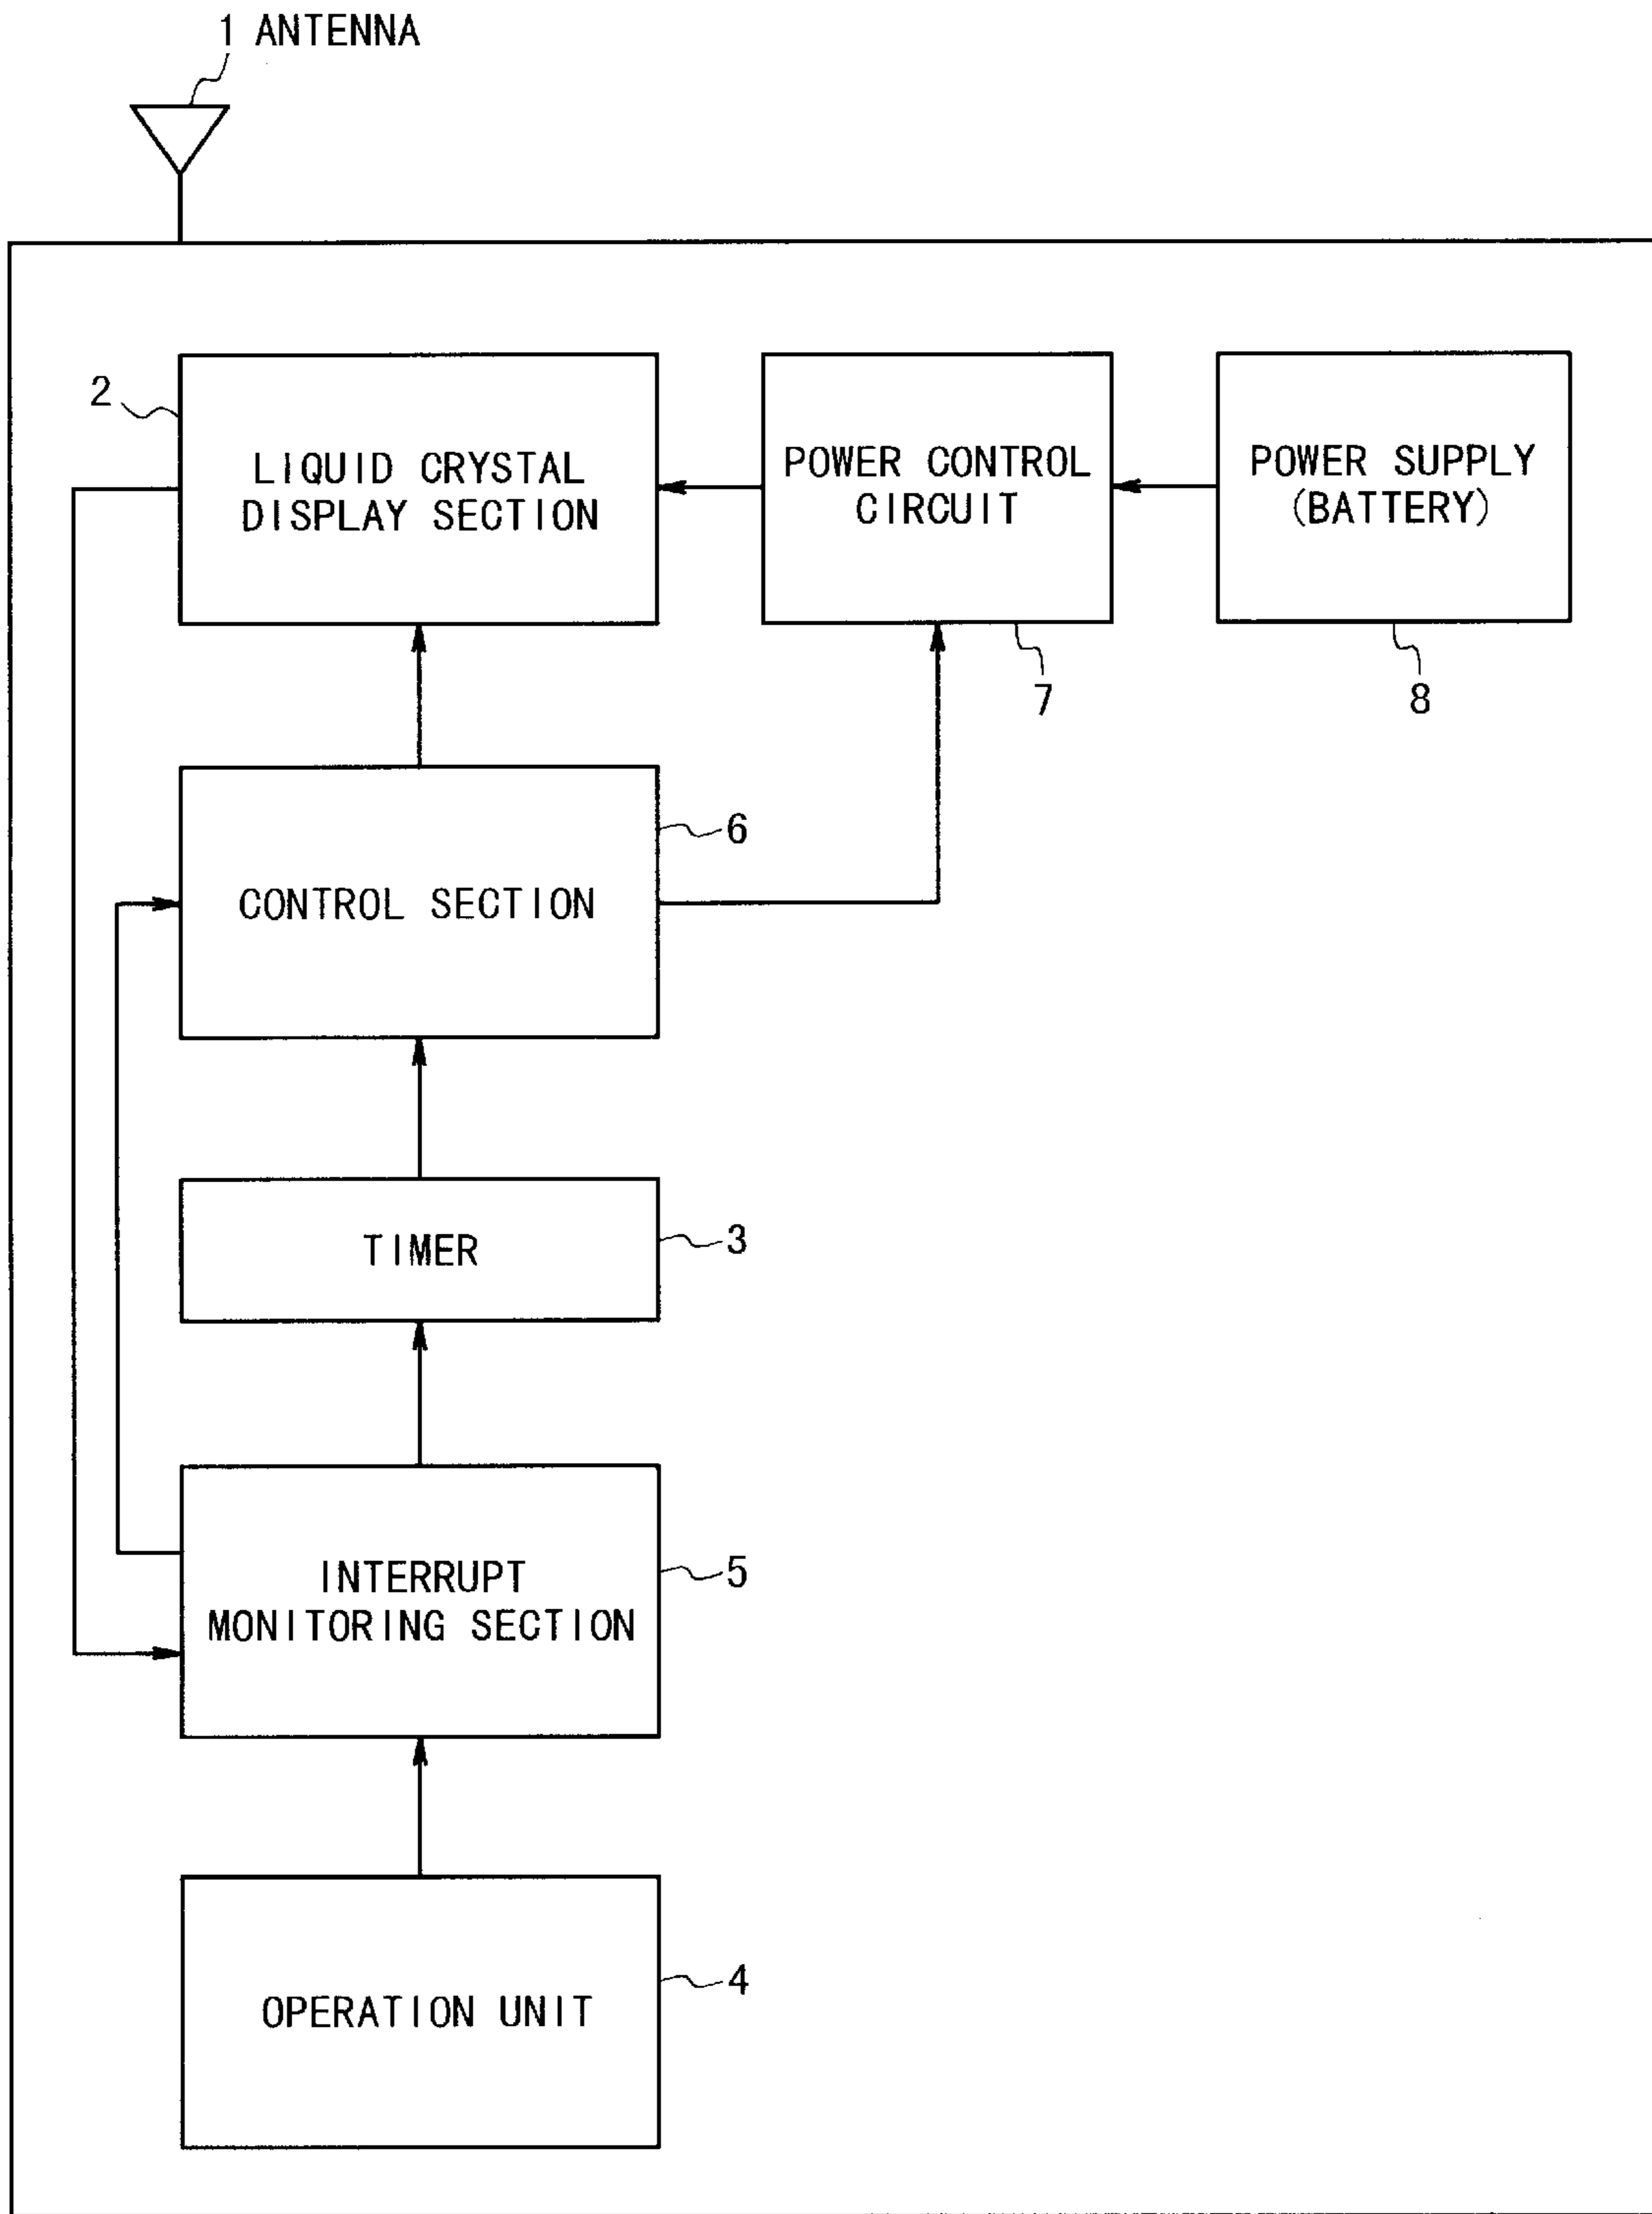 1 ANTENNA
2
LIQUID CRYSTAL
DISPLAY SECTION
POWER CONTROL
CIRCUIT
POWER SUPPLY
(BATTERY)
7
8
6
CONTROL SECTION
3
TIMER
5
INTERRUPT
MONITORING SECTION
4
OPERATION UNIT